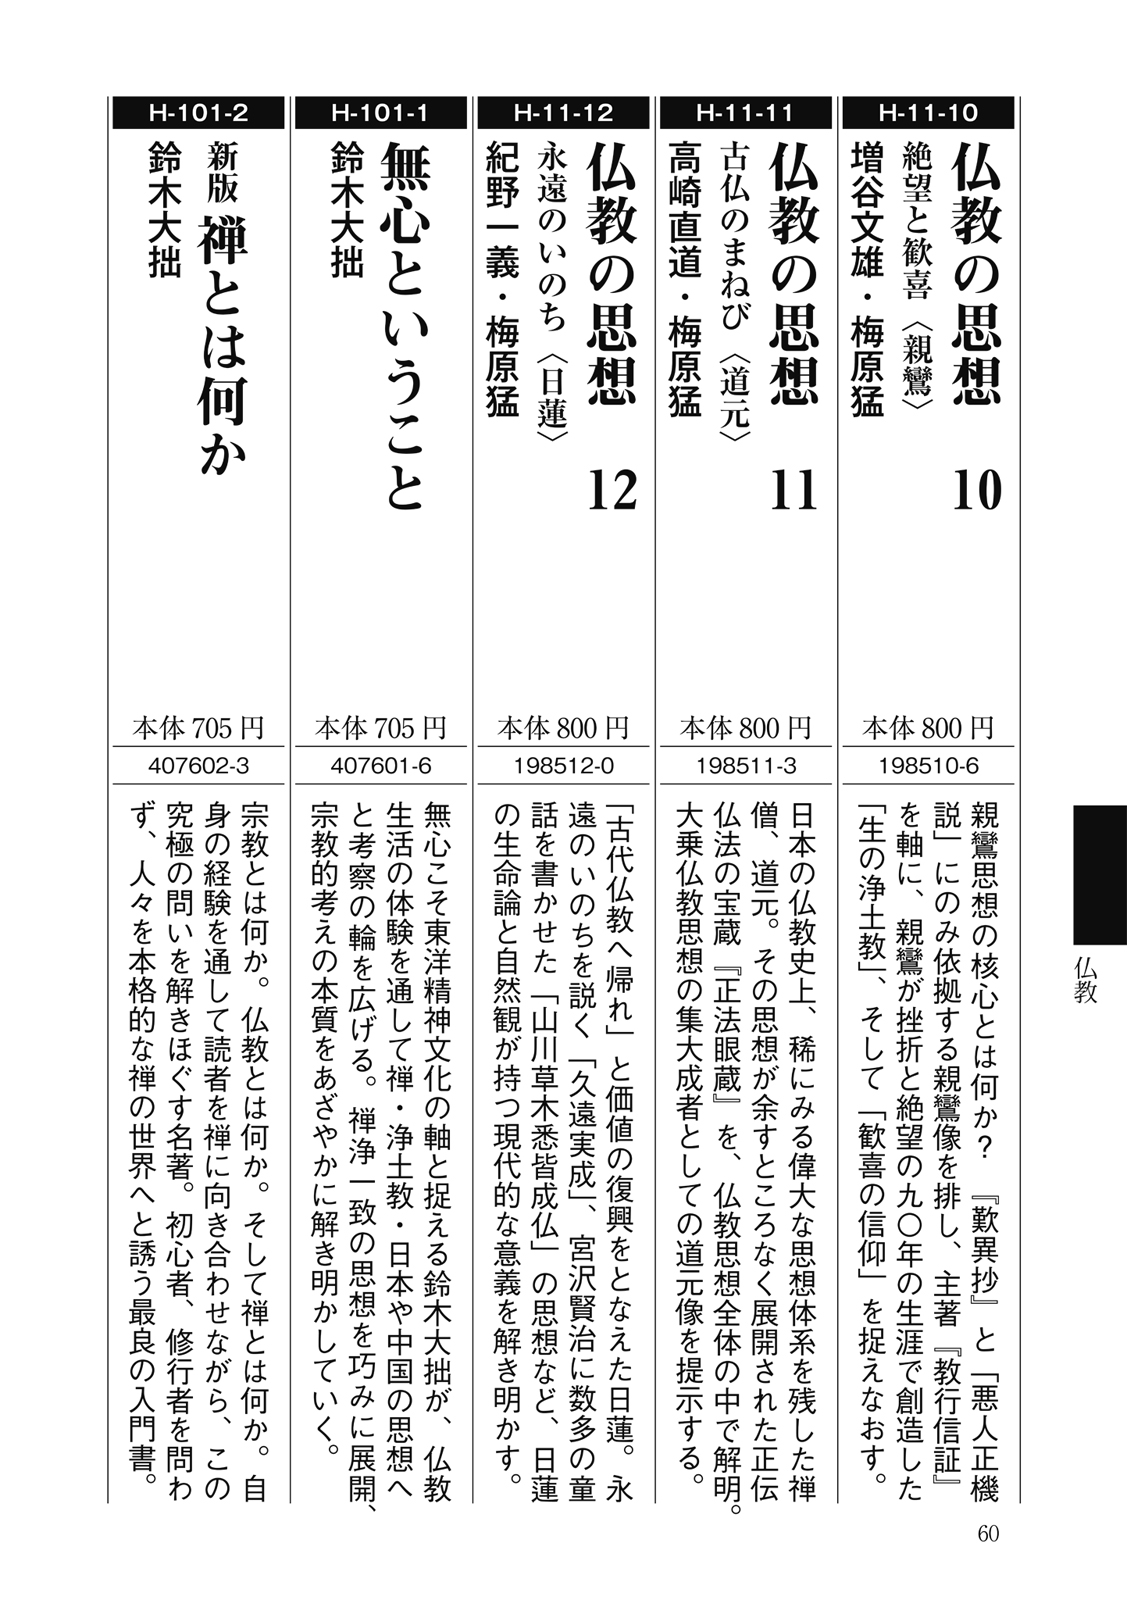 H-11-10
仏教の思想 10
絶望と歓喜〈親鸞〉
増谷文雄・梅原猛
本体 800 円
198510-6
親鸞思想の核心とは何か？『歎異抄』と「悪人正機
説」にのみ依拠する親鸞像を排し、主著『教行信証』
を軸に、親鸞が挫折と絶望の九〇年の生涯で創造した
「生の浄土教」、そして「歓喜の信仰」を捉えなおす。
H-11-11
仏教の思想 11
古仏のまねび〈道元〉
高崎直道・梅原猛
本体 800 円
198511-3
日本の仏教史上、稀にみる偉大な思想体系を残した禅
僧、道元。その思想が余すところなく展開された正伝
仏法の宝蔵『正法眼蔵』を、仏教思想全体の中で解明。
大乗仏教思想の集大成者としての道元像を提示する。
H-11-12
仏教の思想 12
永遠のいのち〈日蓮〉
紀野一義・梅原猛
本体 800 円
198512-0
「古代仏教へ帰れ」と価値の復興をとなえた日蓮。永
遠のいのちを説く「久遠実成」、宮沢賢治に数多の童
話を書かせた「山川草木悉皆成仏」の思想など、日蓮
の生命論と自然観が持つ現代的な意義を解き明かす。
H-101-1
無心ということ
鈴木大拙
本体 705 円
407601-6
無心こそ東洋精神文化の軸と捉える鈴木大拙が、仏教
生活の体験を通して禅・浄土教・日本や中国の思想へ
と考察の輪を広げる。禅浄一致の思想を巧みに展開、
宗教的考えの本質をあざやかに解き明かしていく。
H-101-2
新版 禅とは何か
鈴木大拙
本体 705 円
407602-3
宗教とは何か。仏教とは何か。そして禅とは何か。自
身の経験を通して読者を禅に向き合わせながら、この
究極の問いを解きほぐす名著。初心者、修行者を問わ
ず、人々を本格的な禅の世界へと誘う最良の入門書。
仏教
60